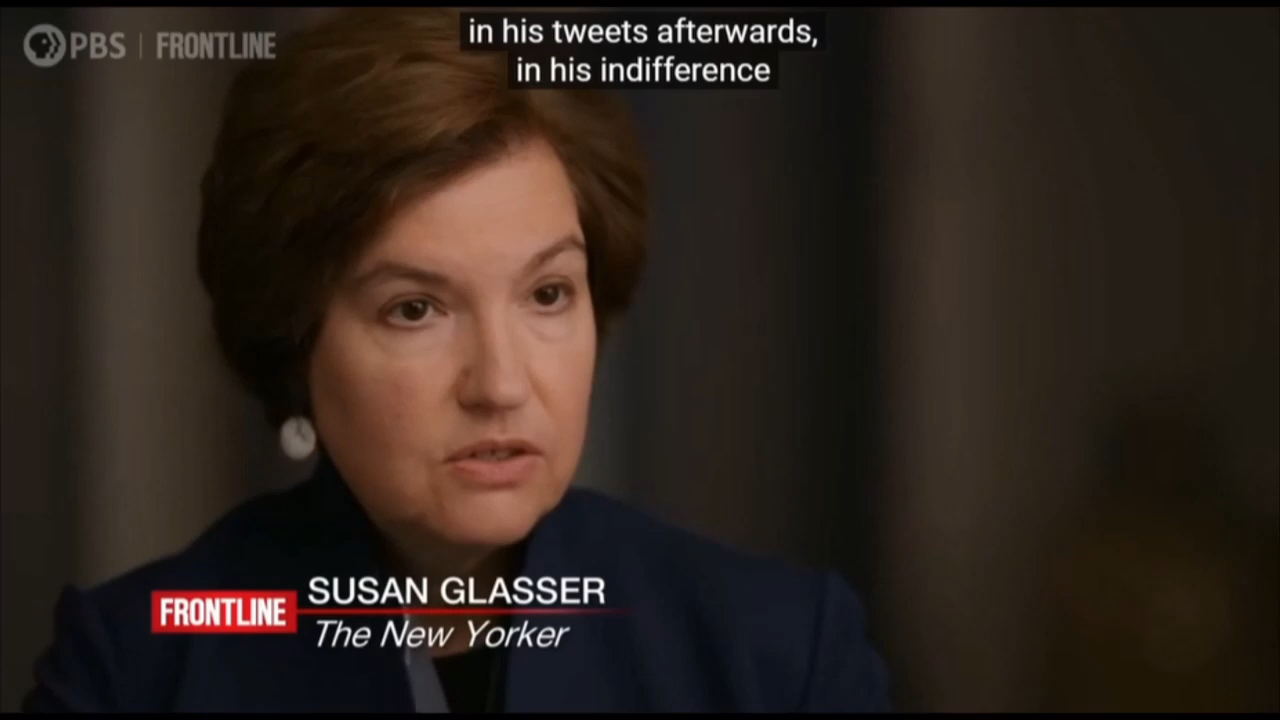 PBS | FRONTLINE
in his tweets afterwards,
in his indifference
SUSAN GLASSER
FRONTLINE
The New Yorker